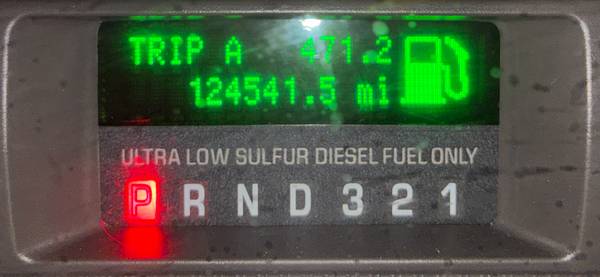 TRIP A 471.2
124541.5 mi
ULTRA LOW SULFUR DIESEL FUEL ONLY
P R N D 3 2 1